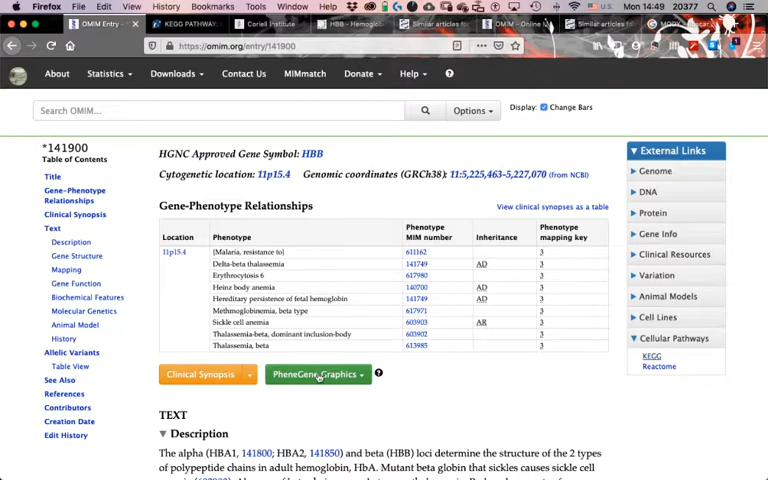 Firefox File Edit View History Bookmarks Mon 14:49 20377
OMIM Entry KEGG PATHWAY: Coriell Institute HBB - Hemoglo Similar articles fo OMIM - Online M Similar articles fo
https://omim.org/entry/141900
About Statistics Downloads Contact Us MIMmatch Donate Help
Search OMIM... Options Display: Change Bars
*141900
Table of Contents
Title
Gene-Phenotype
Relationships
Clinical Synopsis
Text
Description
Gene Structure
Mapping
Gene Function
Biochemical Features
Molecular Genetics
Animal Model
History
Allelic Variants
Table View
See Also
References
Contributors
Creation Date
Edit History
HGNC Approved Gene Symbol: HBB
Cytogenetic location: 11p15.4 Genomic coordinates (GRCh38): 11:5,225,463-5,227,070 (from NCBI)
Gene-Phenotype Relationships View clinical synopses as a table
Location Phenotype Phenotype MIM number Inheritance Phenotype mapping key
11p15.4 {Malaria, resistance to} 611162 3
Delta-beta thalassemia 141749 AD 3
Erythrocytosis 6 617980 3
Heinz body anemia 140700 AD 3
Hereditary persistence of fetal hemoglobin 141749 AD 3
Methmoglobinemia, beta type 617971 3
Sickle cell anemia 603903 AR 3
Thalassemia-beta, dominant inclusion-body 603902 3
Thalassemia, beta 613985 3
Clinical Synopsis PheneGene Graphics
TEXT
Description
The alpha (HBA1, 141800; HBA2, 141850) and beta (HBB) loci determine the structure of the 2 types
of polypeptide chains in adult hemoglobin, HbA. Mutant beta globin that sickles causes sickle cell
External Links
Genome
DNA
Protein
Gene Info
Clinical Resources
Variation
Animal Models
Cell Lines
Cellular Pathways
KEGG
Reactome